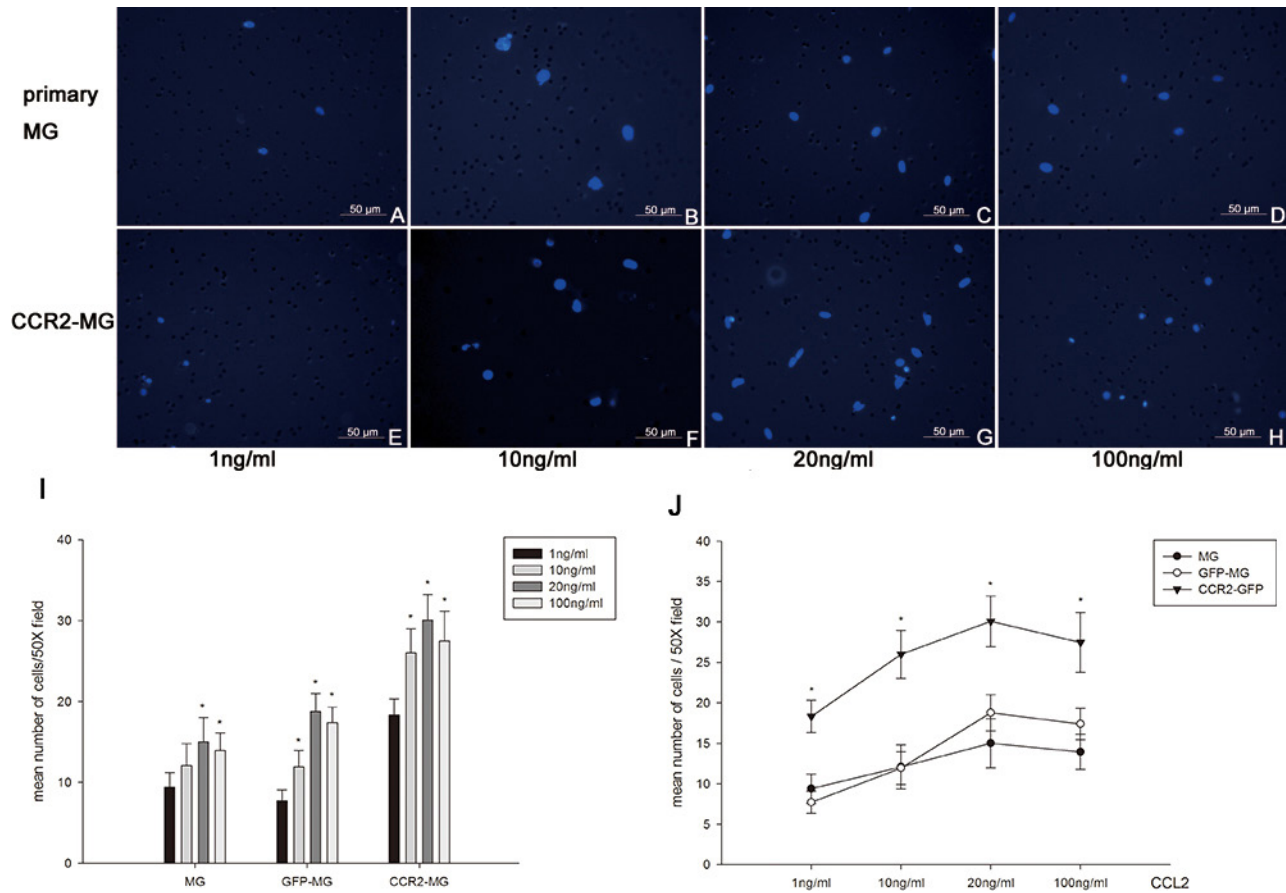 primary
MG
50 µm A
50 µm B
50 µm C
50 µm D
CCR2-MG
50 µm E
50 µm F
50 µm G
50 µm H
1ng/ml 10ng/ml 20ng/ml 100ng/ml
I
40
30
20
10
0
mean number of cells/50X field
1ng/ml
10ng/ml
20ng/ml
100ng/ml
* * * * * * * *
MG GFP-MG CCR2-MG
J
40
35
30
25
20
15
10
5
0
mean number of cells / 50X field
MG
GFP-MG
CCR2-GFP
* * * *
1ng/ml 10ng/ml 20ng/ml 100ng/ml CCL2